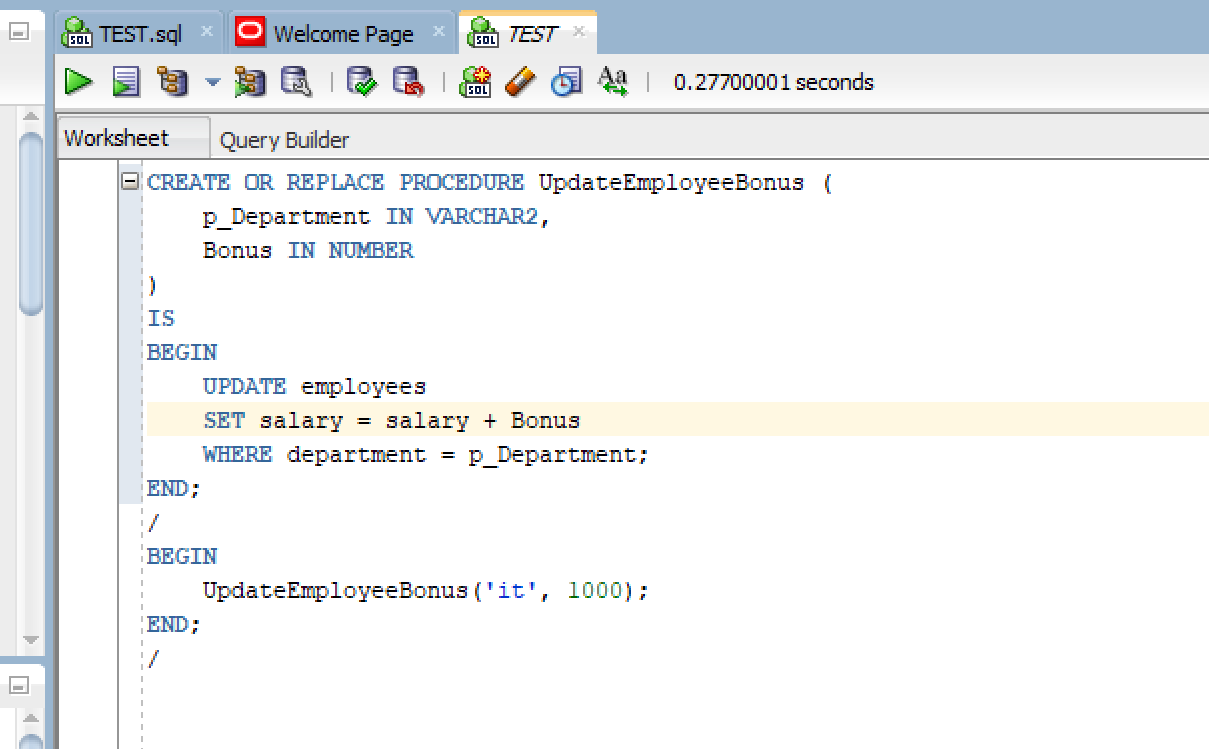 TEST.sql Welcome Page TEST
0.27700001 seconds
Worksheet Query Builder
CREATE OR REPLACE PROCEDURE UpdateEmployeeBonus (
    p_Department IN VARCHAR2,
    Bonus IN NUMBER
)
IS
BEGIN
    UPDATE employees
    SET salary = salary + Bonus
    WHERE department = p_Department;
END;
/
BEGIN
    UpdateEmployeeBonus('it', 1000);
END;
/